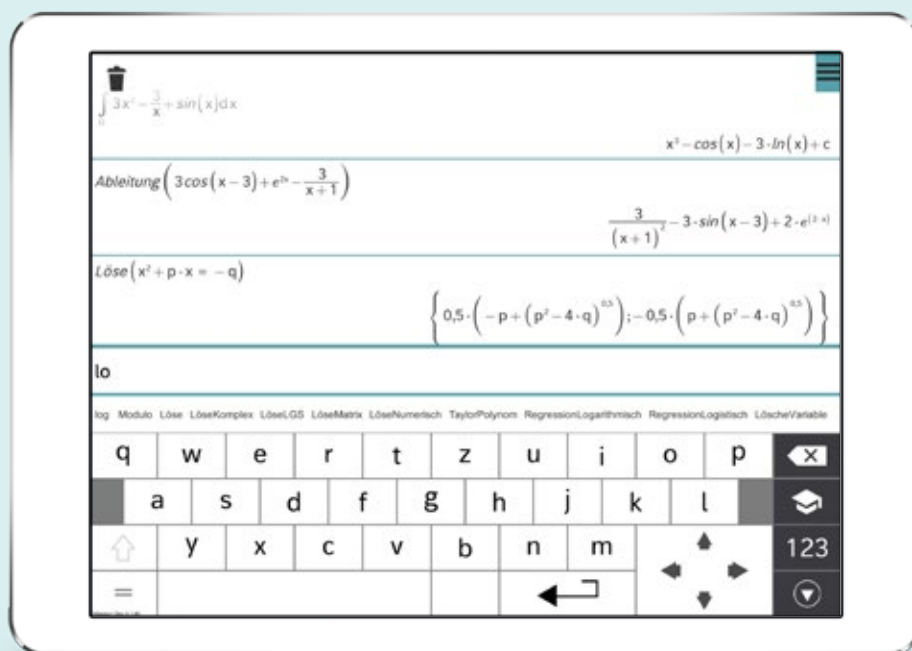 ∫ 3x² − 3/x + sin(x)dx
x³ − cos(x) − 3·ln(x) + c
Ableitung(3cos(x − 3) + e²ˣ − 3/(x + 1))
3/(x + 1)² − 3·sin(x − 3) + 2·e^(2·x)
Löse(x² + p·x = −q)
{0,5·(−p + (p² − 4·q)^0,5); −0,5·(p + (p² − 4·q)^0,5)}
lo
log Modulo Löse LöseKomplex LöseLGS LöseMatrix LöseNumerisch TaylorPolynom RegressionLogarithmisch RegressionLogistisch LöscheVariable
q w e r t z u i o p
a s d f g h j k l
y x c v b n m 123
=